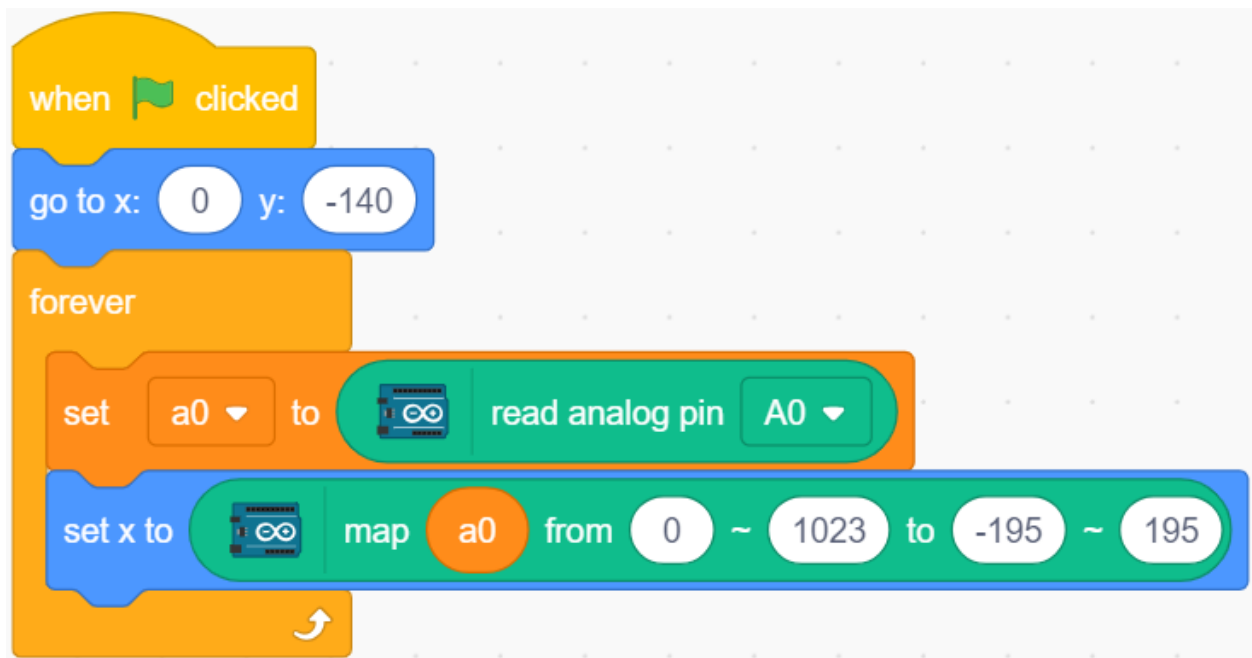 when clicked
go to x: 0 y: -140
forever
set a0 to read analog pin A0
set x to map a0 from 0 ~ 1023 to -195 ~ 195